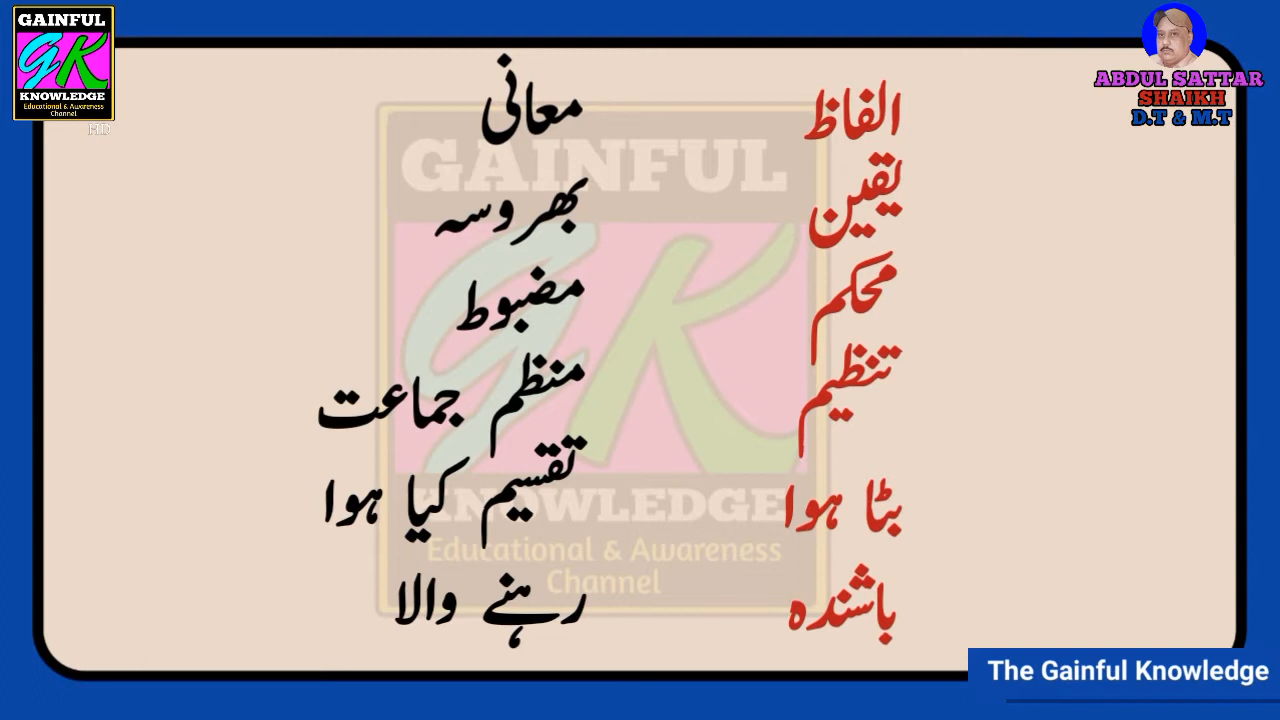 GAINFUL
GK
KNOWLEDGE
Educational & Awareness
Channel
HD
ABDUL SATTAR
SHAIKH
D.T & M.T
الفاظ معانی
یقین بھروسہ
محکم مضبوط
تنظیم منظم جماعت
بٹا ہوا تقسیم کیا ہوا
باشندہ رہنے والا
GAINFUL
GK
KNOWLEDGE
Educational & Awareness
Channel
The Gainful Knowledge